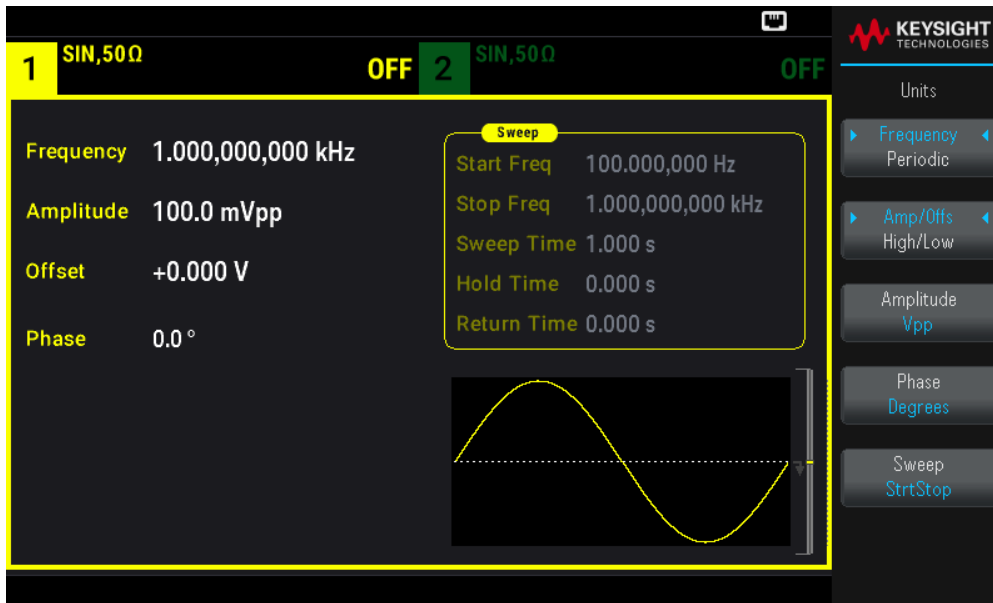 1 SIN,50Ω OFF 2 SIN,50Ω OFF
Frequency 1.000,000,000 kHz
Amplitude 100.0 mVpp
Offset +0.000 V
Phase 0.0 °
Sweep
Start Freq 100.000,000 Hz
Stop Freq 1.000,000,000 kHz
Sweep Time 1.000 s
Hold Time 0.000 s
Return Time 0.000 s
KEYSIGHT
TECHNOLOGIES
Units
Frequency
Periodic
Amp/Offs
High/Low
Amplitude
Vpp
Phase
Degrees
Sweep
StrtStop